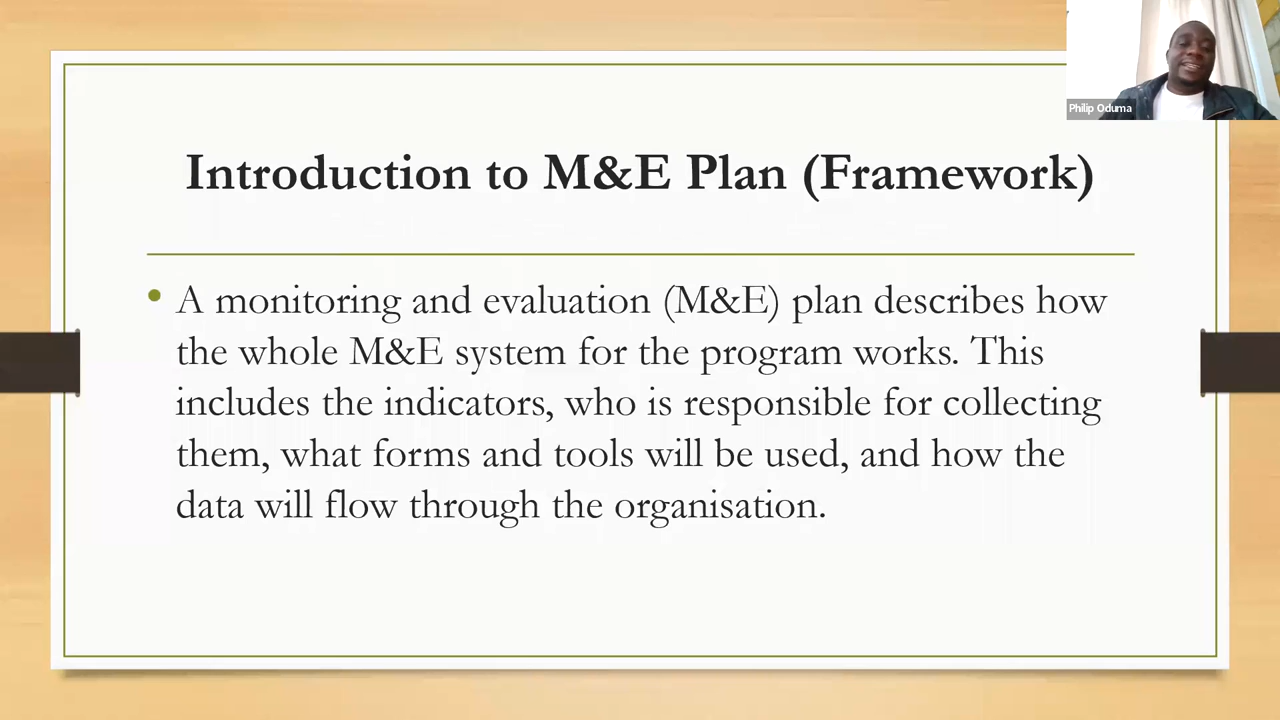 Philip Oduma
Introduction to M&E Plan (Framework)
• A monitoring and evaluation (M&E) plan describes how
the whole M&E system for the program works. This
includes the indicators, who is responsible for collecting
them, what forms and tools will be used, and how the
data will flow through the organisation.